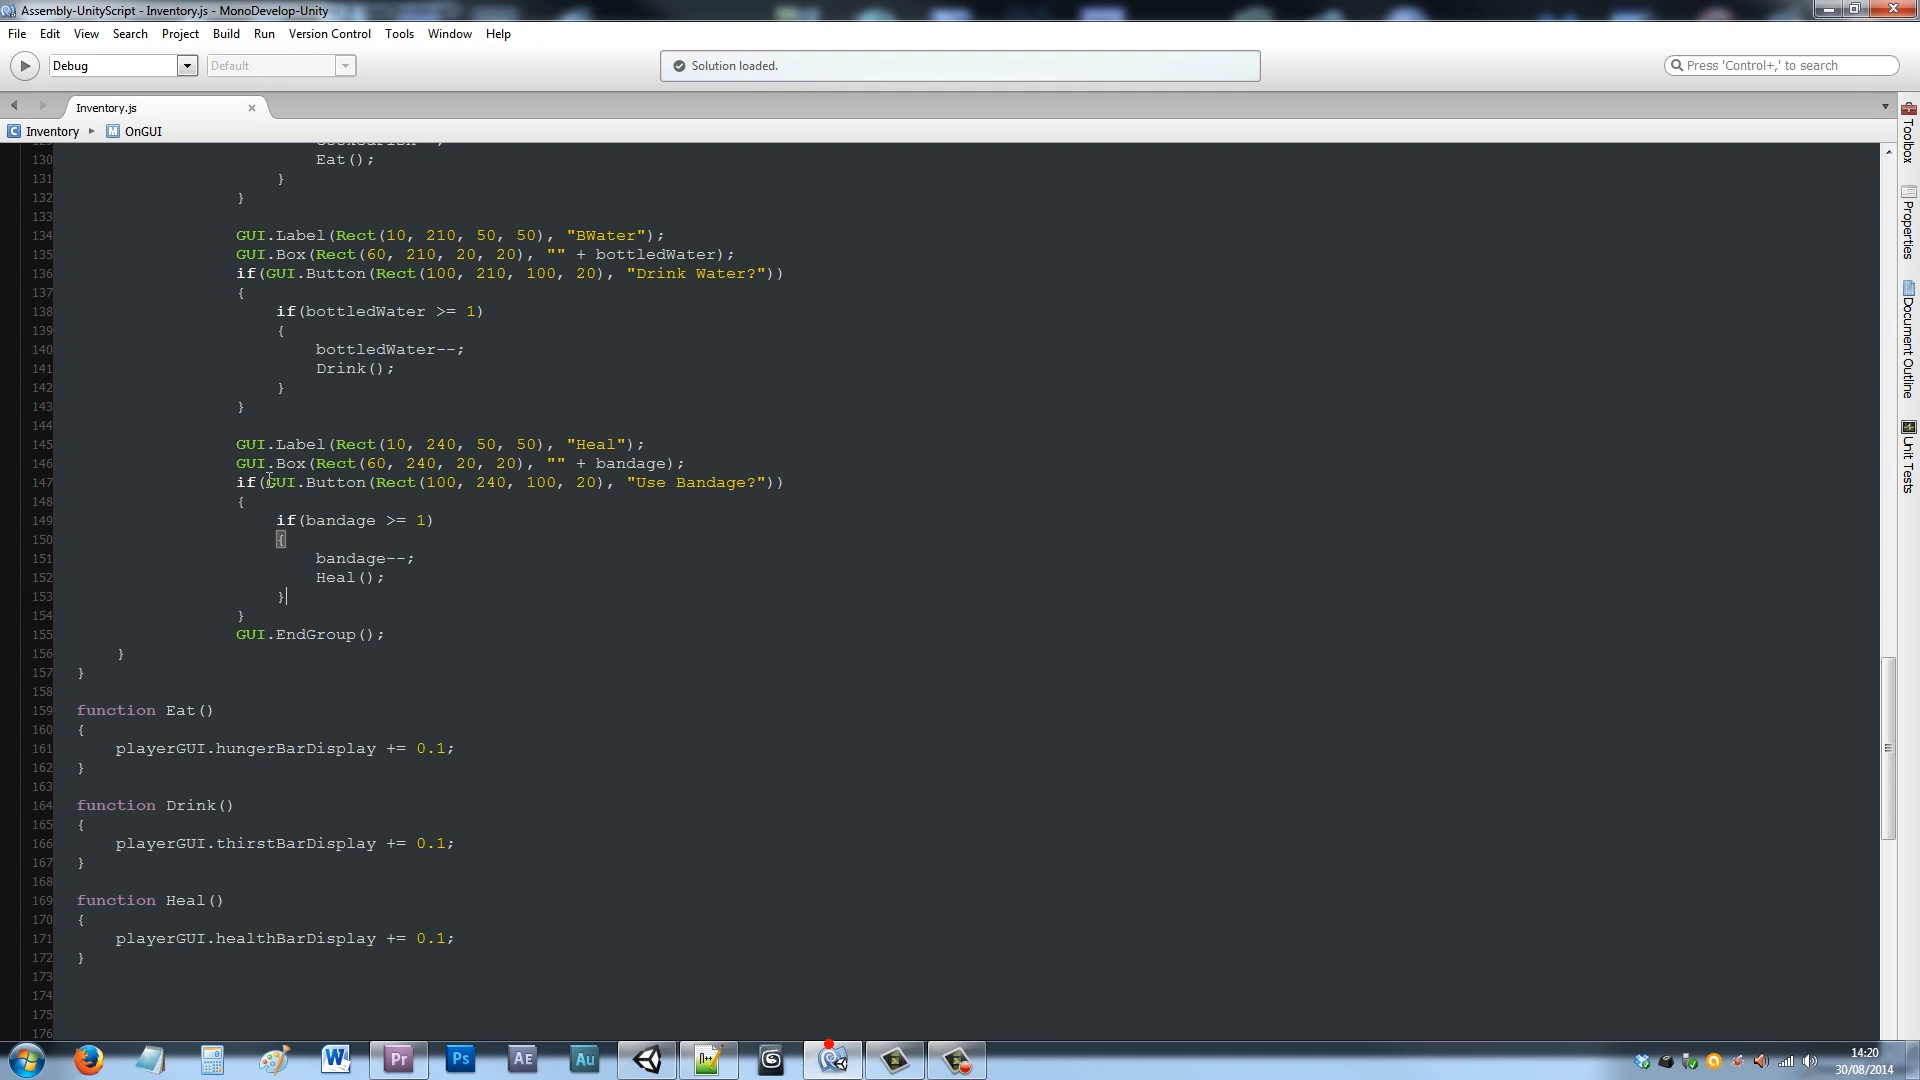 Assembly-UnityScript - Inventory.js - MonoDevelop-Unity
File Edit View Search Project Build Run Version Control Tools Window Help
Debug Default Solution loaded. Press 'Control+,' to search
Inventory.js
Inventory OnGUI
130 Eat();
131 }
132 }
133
134 GUI.Label(Rect(10, 210, 50, 50), "BWater");
135 GUI.Box(Rect(60, 210, 20, 20), "" + bottledWater);
136 if(GUI.Button(Rect(100, 210, 100, 20), "Drink Water?"))
137 {
138 if(bottledWater >= 1)
139 {
140 bottledWater--;
141 Drink();
142 }
143 }
144
145 GUI.Label(Rect(10, 240, 50, 50), "Heal");
146 GUI.Box(Rect(60, 240, 20, 20), "" + bandage);
147 if(GUI.Button(Rect(100, 240, 100, 20), "Use Bandage?"))
148 {
149 if(bandage >= 1)
150 {
151 bandage--;
152 Heal();
153 }
154 }
155 GUI.EndGroup();
156 }
157 }
158
159 function Eat()
160 {
161 playerGUI.hungerBarDisplay += 0.1;
162 }
163
164 function Drink()
165 {
166 playerGUI.thirstBarDisplay += 0.1;
167 }
168
169 function Heal()
170 {
171 playerGUI.healthBarDisplay += 0.1;
172 }
173
174
175
176
Toolbox
Properties
Document Outline
Unit Tests
W Pr Ps AE Au
14:20
30/08/2014